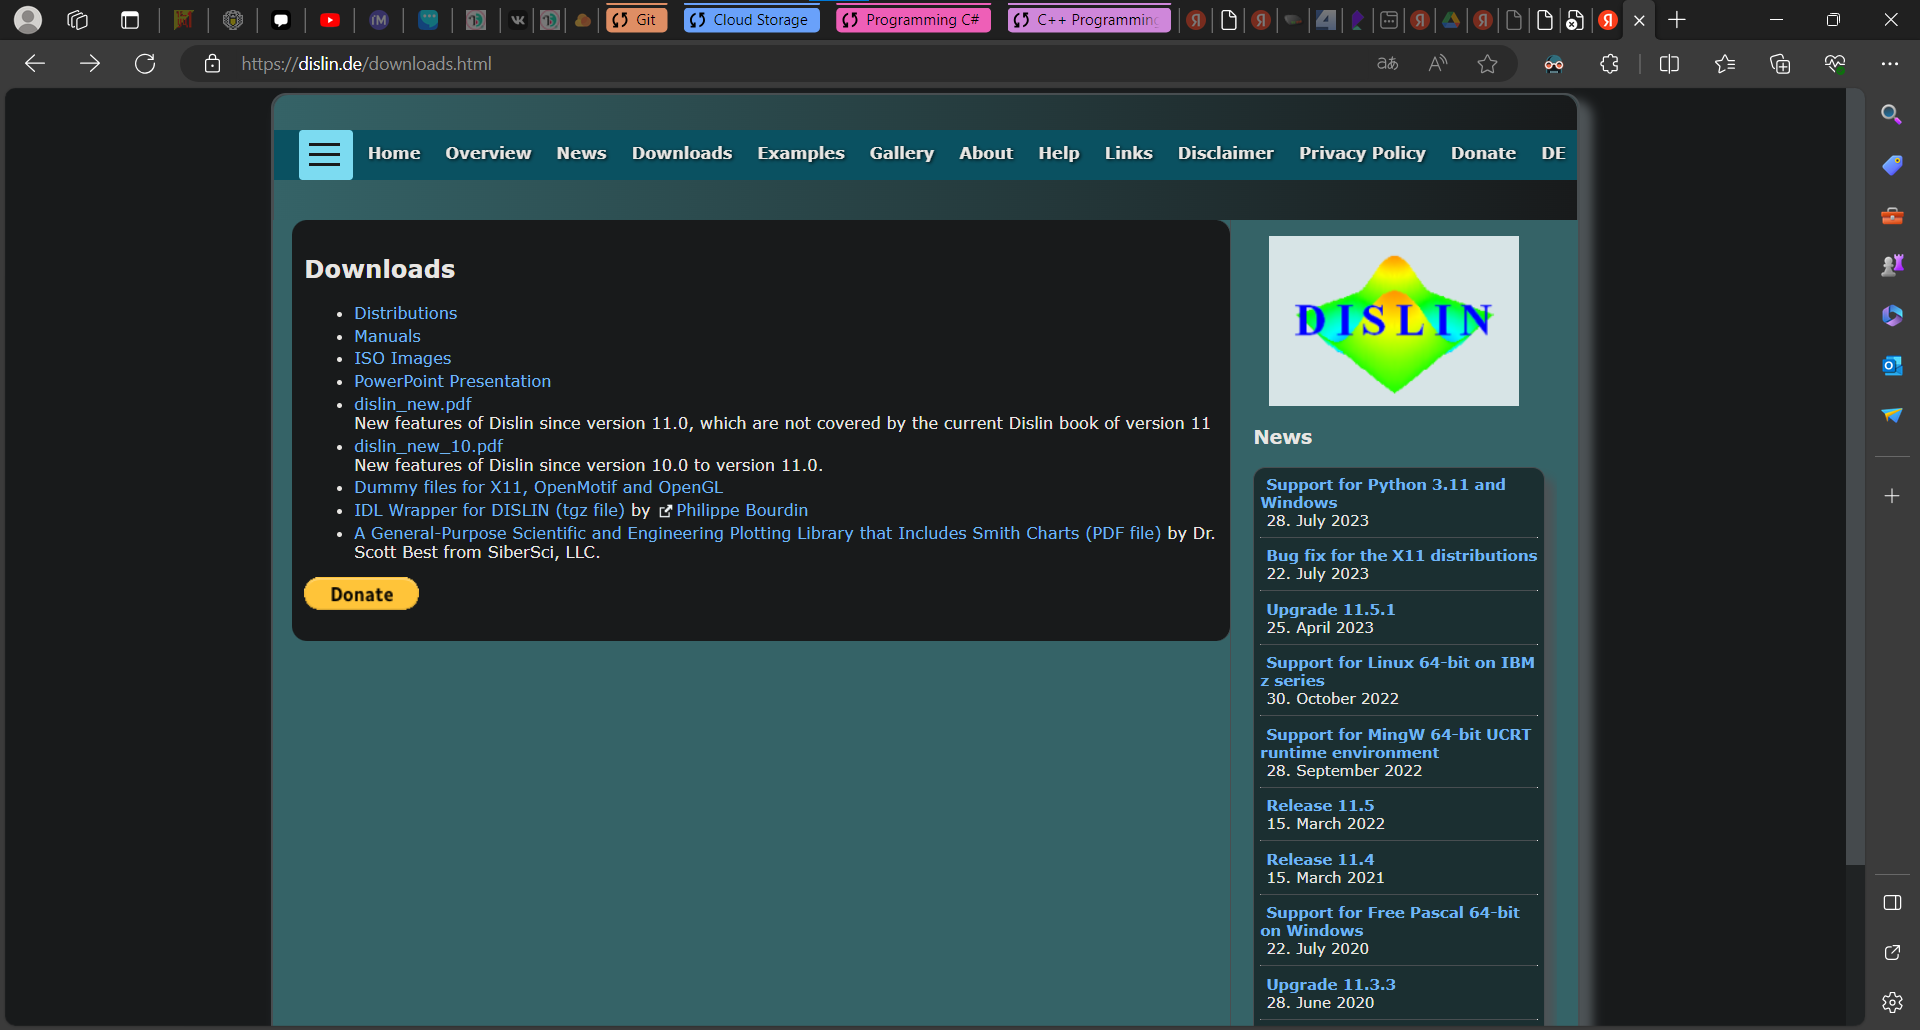 Git
Cloud Storage
Programming C#
C++ Programming
https://dislin.de/downloads.html
Home Overview News Downloads Examples Gallery About Help Links Disclaimer Privacy Policy Donate DE
Downloads
Distributions
Manuals
ISO Images
PowerPoint Presentation
dislin_new.pdf
New features of Dislin since version 11.0, which are not covered by the current Dislin book of version 11
dislin_new_10.pdf
New features of Dislin since version 10.0 to version 11.0.
Dummy files for X11, OpenMotif and OpenGL
IDL Wrapper for DISLIN (tgz file) by Philippe Bourdin
A General-Purpose Scientific and Engineering Plotting Library that Includes Smith Charts (PDF file) by Dr.
Scott Best from SiberSci, LLC.
Donate
DISLIN
News
Support for Python 3.11 and
Windows
28. July 2023
Bug fix for the X11 distributions
22. July 2023
Upgrade 11.5.1
25. April 2023
Support for Linux 64-bit on IBM
z series
30. October 2022
Support for MingW 64-bit UCRT
runtime environment
28. September 2022
Release 11.5
15. March 2022
Release 11.4
15. March 2021
Support for Free Pascal 64-bit
on Windows
22. July 2020
Upgrade 11.3.3
28. June 2020